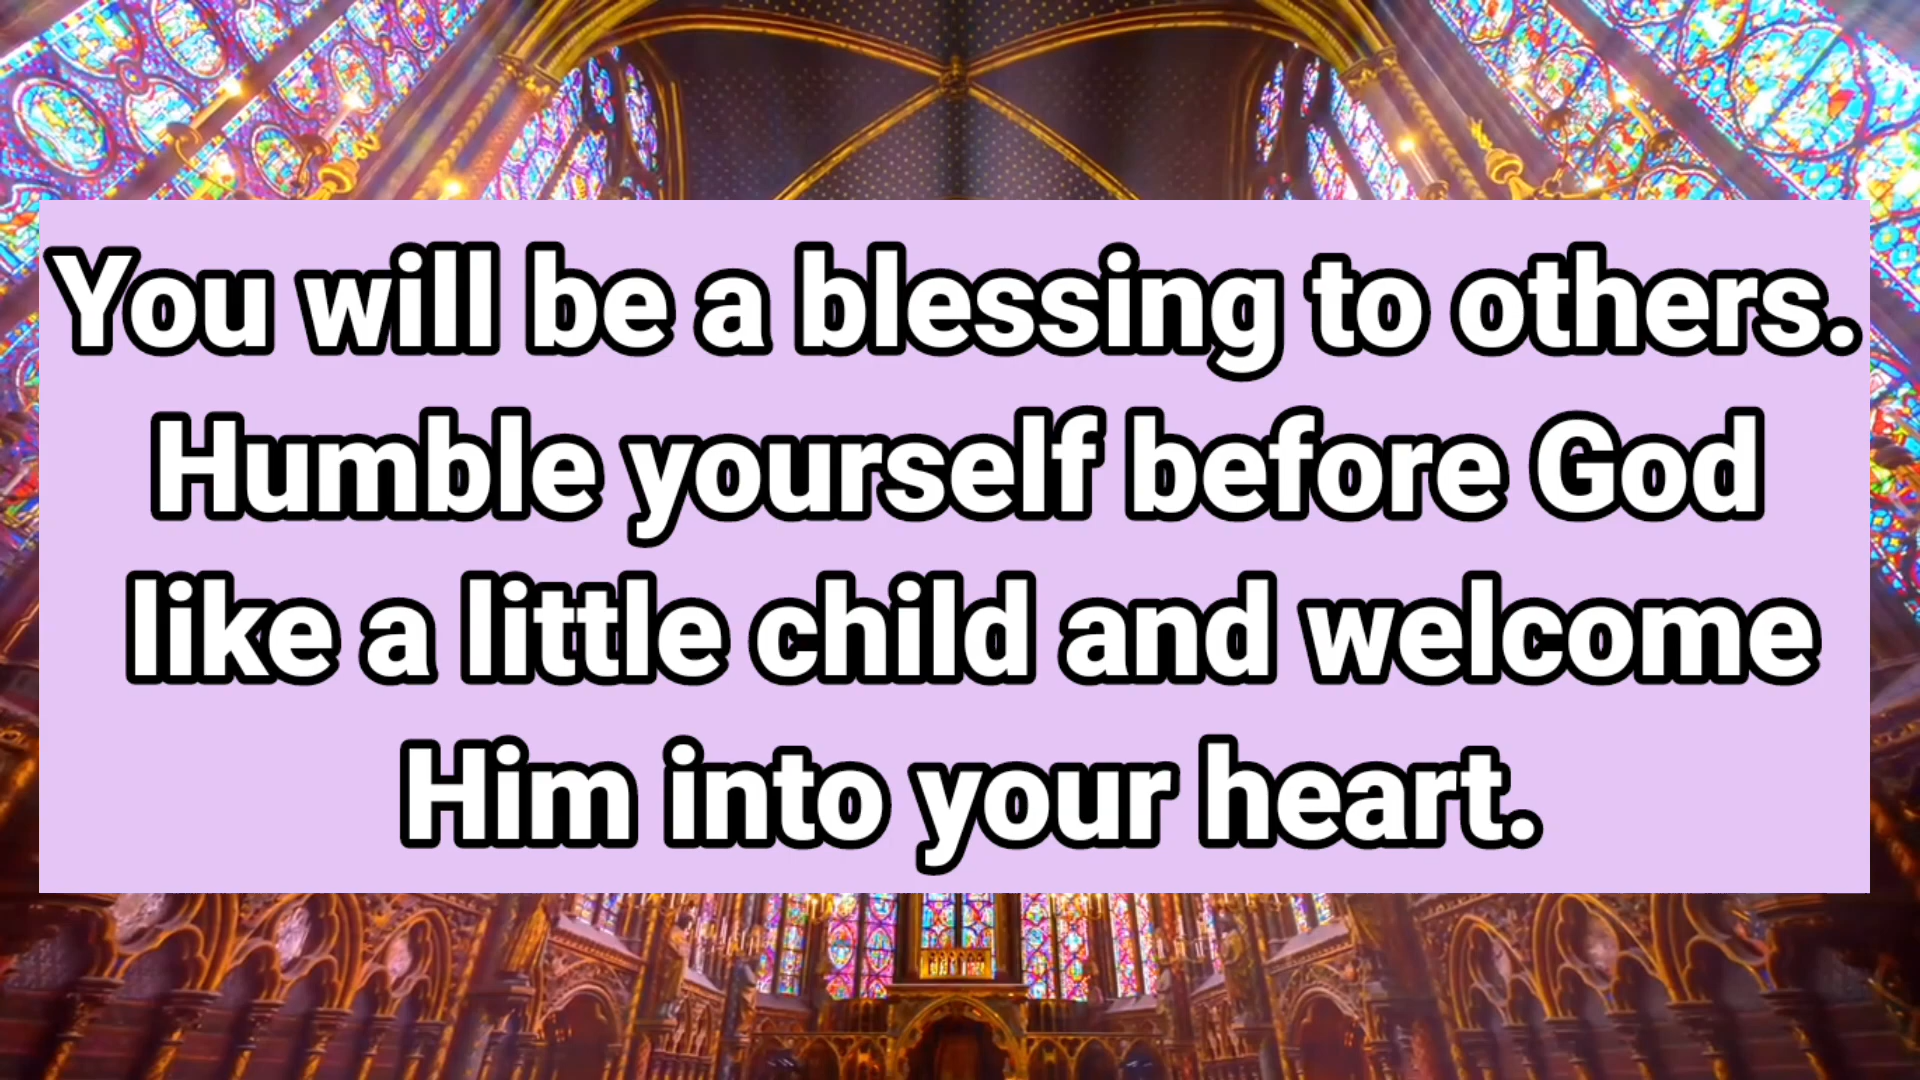 You will be a blessing to others.
Humble yourself before God
like a little child and welcome
Him into your heart.